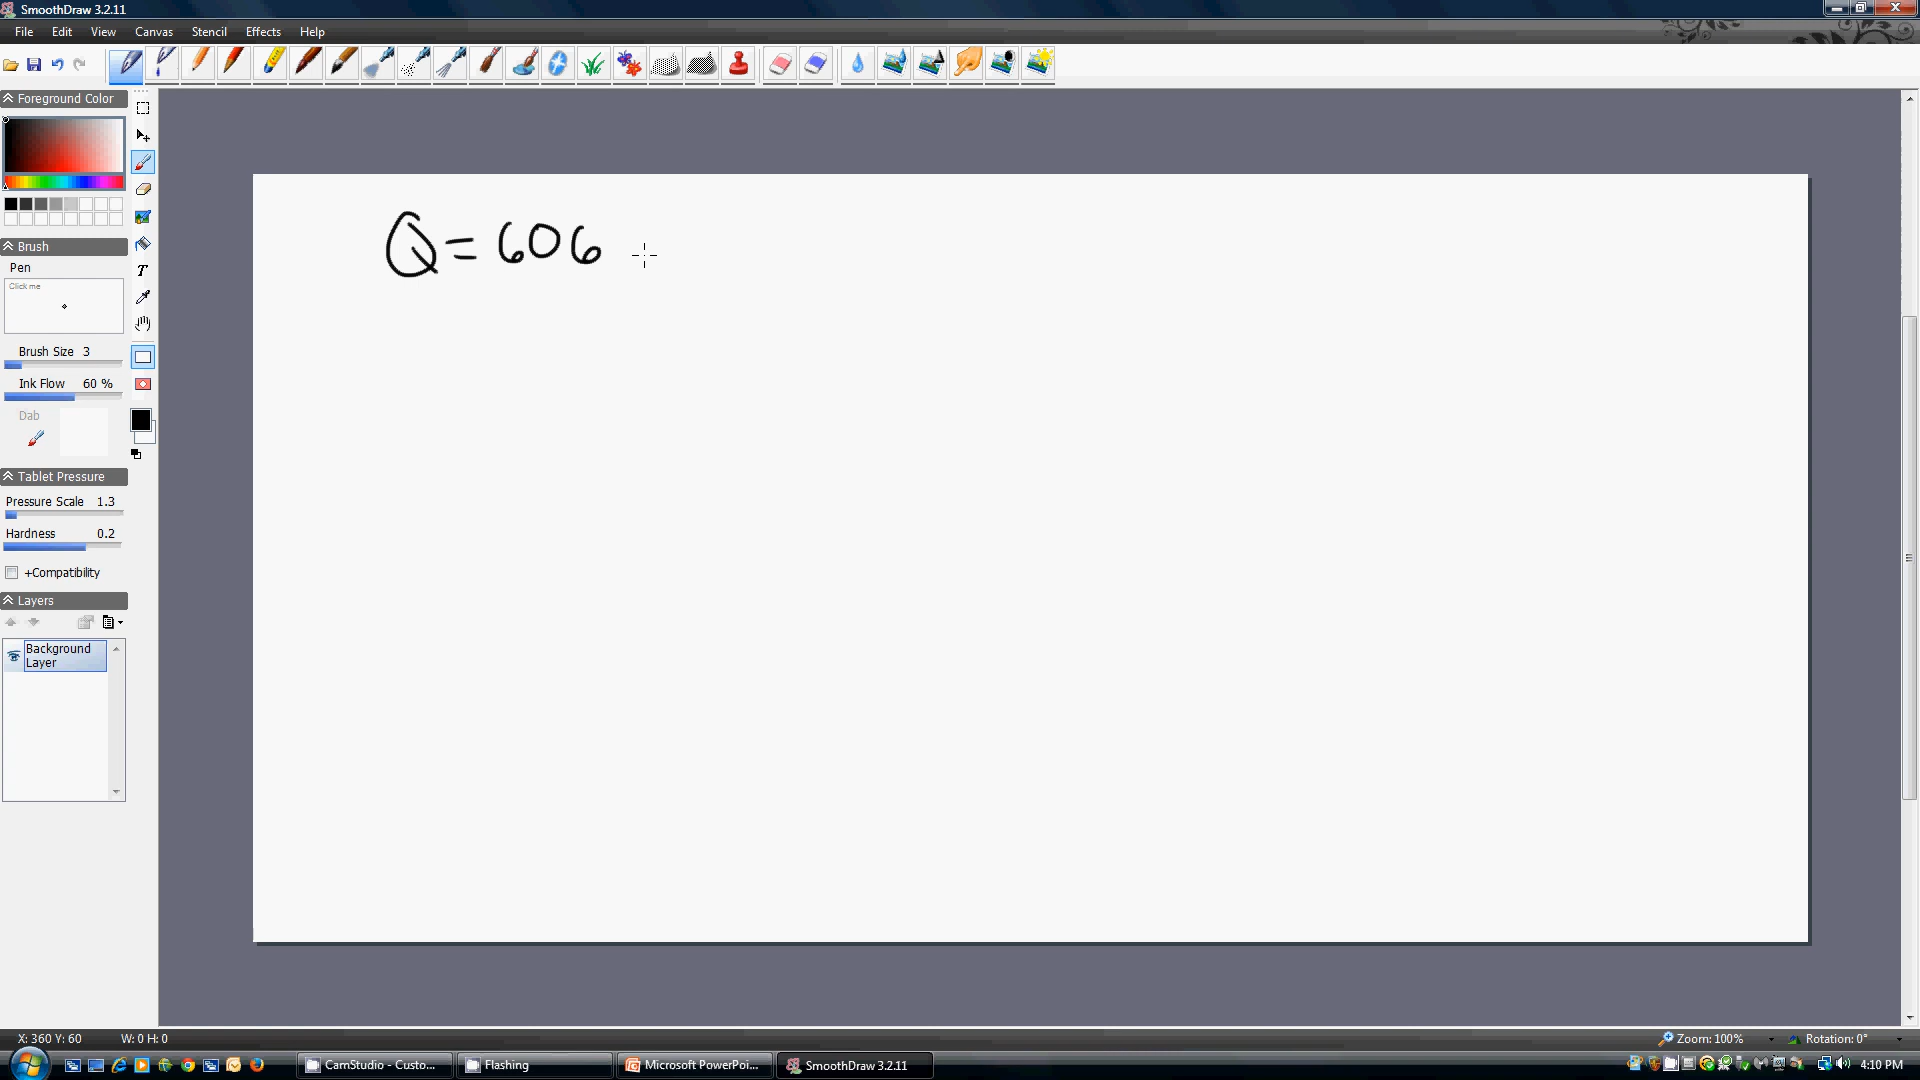 SmoothDraw 3.2.11
File Edit View Canvas Stencil Effects Help
Foreground Color
Brush
Pen
Click me
Brush Size 3
Ink Flow 60 %
Dab
Tablet Pressure
Pressure Scale 1.3
Hardness 0.2
+Compatibility
Layers
Background
Layer
T
Q = 606
X: 360 Y: 60 W: 0 H: 0
Zoom: 100% Rotation: 0°
CamStudio - Custo... Flashing Microsoft PowerPoi... SmoothDraw 3.2.11
4:10 PM